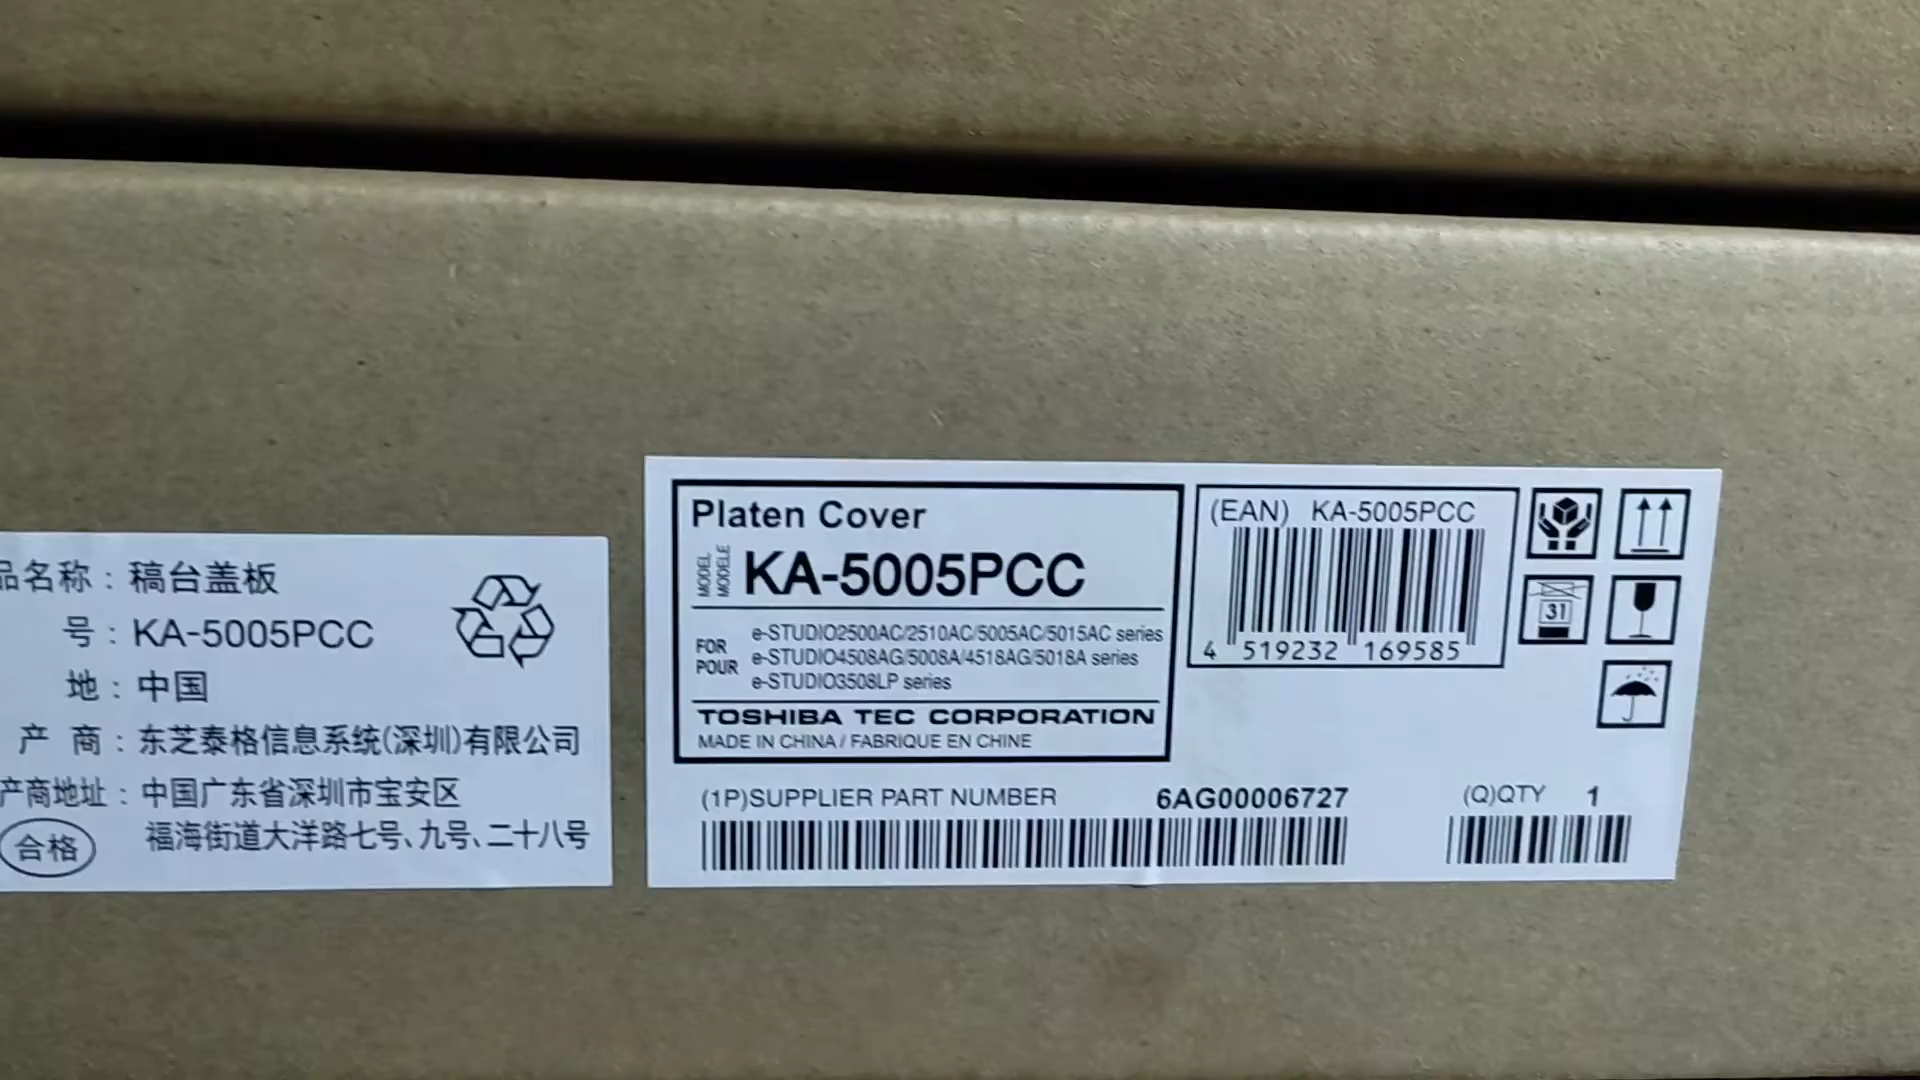 品名称：稿台盖板
号：KA-5005PCC
地：中国
产 商：东芝泰格信息系统(深圳)有限公司
产商地址：中国广东省深圳市宝安区
福海街道大洋路七号、九号、二十八号
合格
Platen Cover
MODEL
MODELE
KA-5005PCC
FOR
POUR
e-STUDIO2500AC/2510AC/5005AC/5015AC series
e-STUDIO4508AG/5008A/4518AG/5018A series
e-STUDIO3508LP series
TOSHIBA TEC CORPORATION
MADE IN CHINA / FABRIQUE EN CHINE
(EAN) KA-5005PCC
4 519232 169585
31
(1P)SUPPLIER PART NUMBER 6AG00006727
(Q)QTY 1